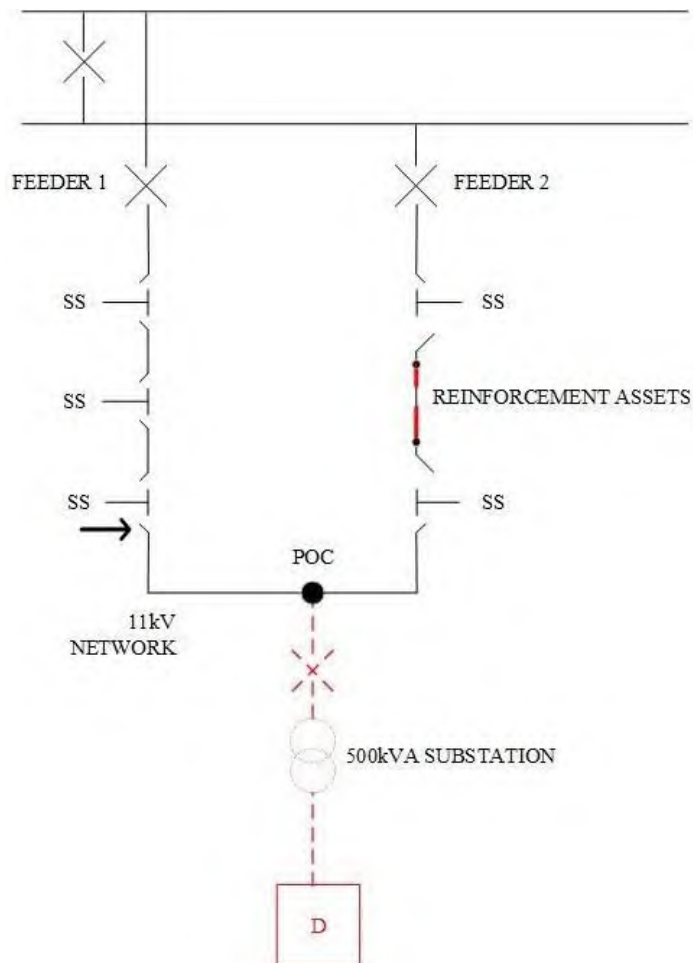 FEEDER 1
FEEDER 2
SS
SS
REINFORCEMENT ASSETS
SS
SS
SS
POC
11kV
NETWORK
500kVA SUBSTATION
D